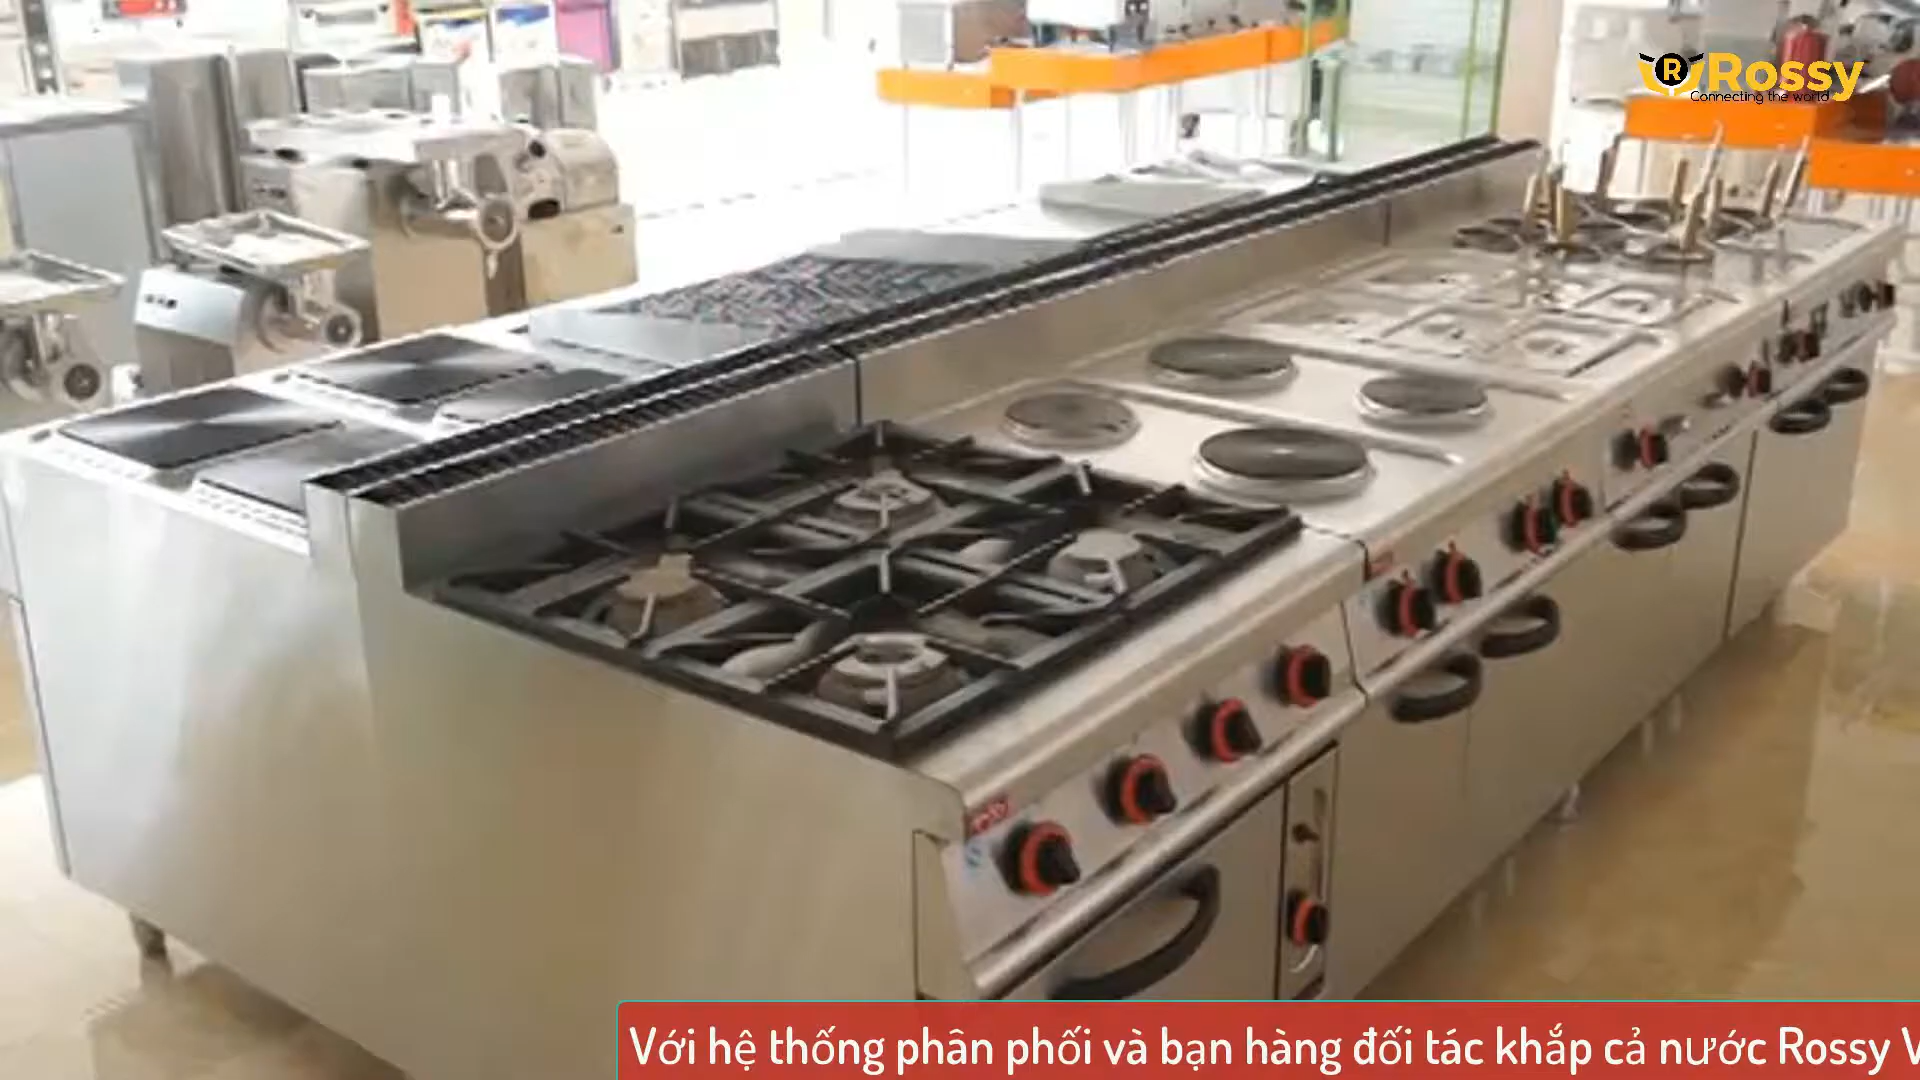 Rossy
Connecting the world
Với hệ thống phân phối và bạn hàng đối tác khắp cả nước Rossy V